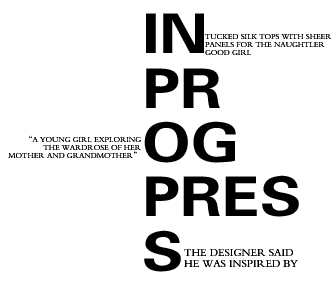 IN
TUCKED SILK TOPS WITH SHEER
PANELS FOR THE NAUGHTLER
GOOD GIRL
PR
OG
"A YOUNG GIRL EXPLORING
THE WARDROSE OF HER
MOTHER AND GRANDMOTHER"
PRES
S
THE DESIGNER SAID
HE WAS INSPIRED BY